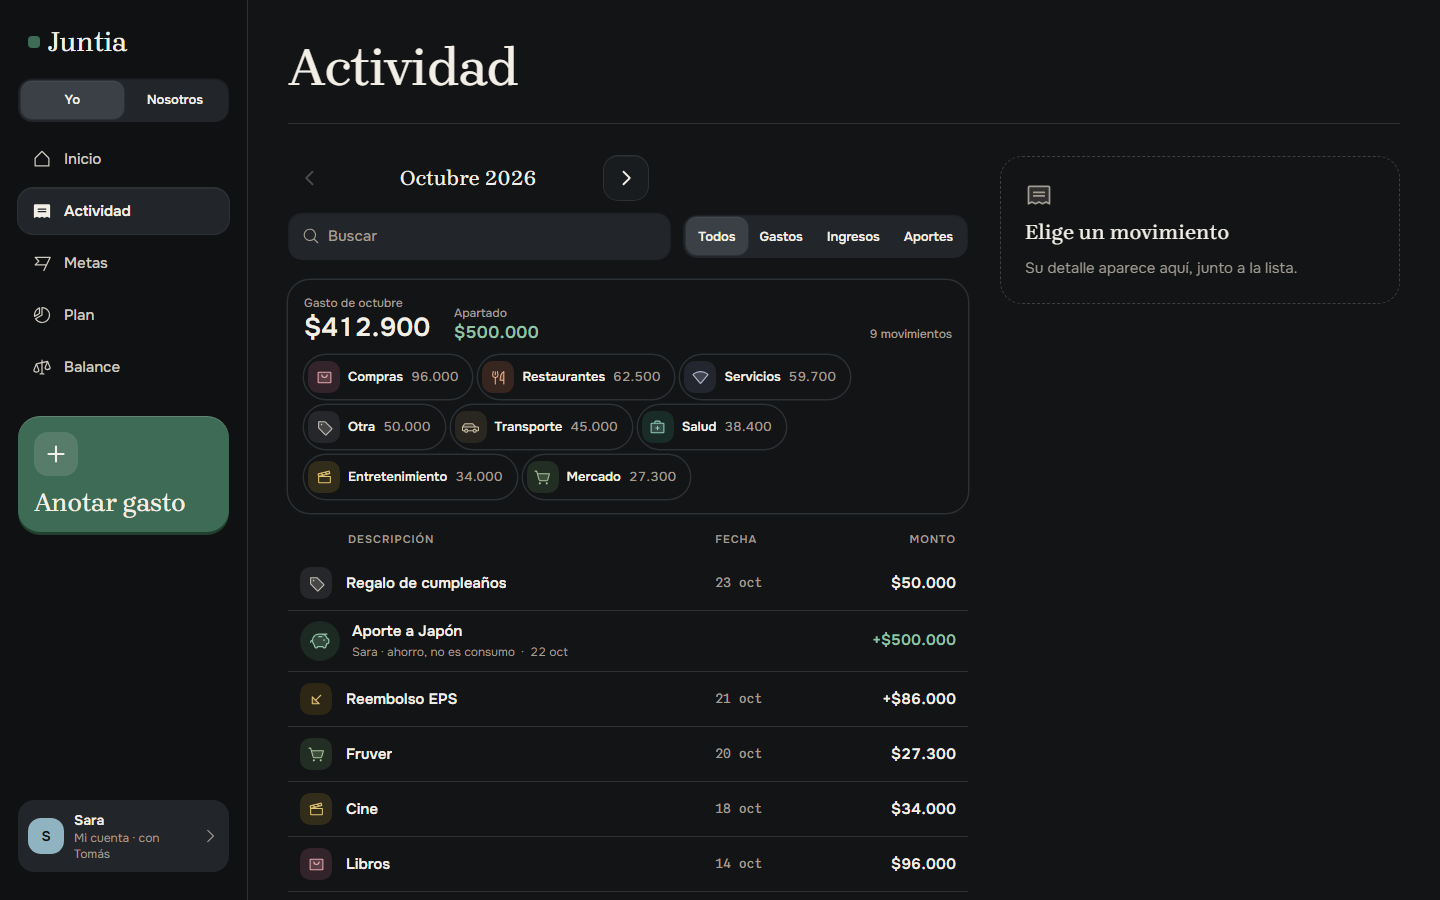 Juntia
Yo
Nosotros
Inicio
Actividad
Metas
Plan
Balance
Anotar gasto
S
Sara
Mi cuenta · con
Tomás
Actividad
Octubre 2026
Buscar
Todos
Gastos
Ingresos
Aportes
Gasto de octubre
$412.900
Apartado
$500.000
9 movimientos
Compras 96.000
Restaurantes 62.500
Servicios 59.700
Otra 50.000
Transporte 45.000
Salud 38.400
Entretenimiento 34.000
Mercado 27.300
DESCRIPCIÓN FECHA MONTO
Regalo de cumpleaños 23 oct $50.000
Aporte a Japón +$500.000
Sara · ahorro, no es consumo · 22 oct
Reembolso EPS 21 oct +$86.000
Fruver 20 oct $27.300
Cine 18 oct $34.000
Libros 14 oct $96.000
Elige un movimiento
Su detalle aparece aquí, junto a la lista.